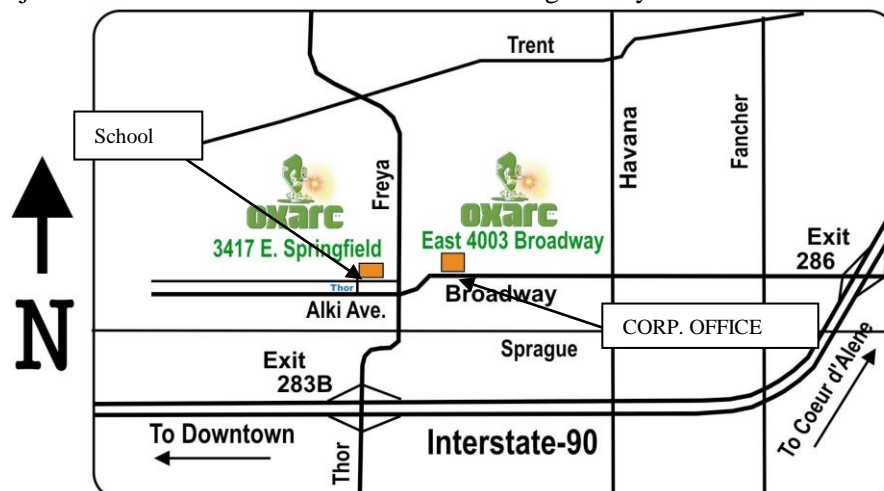 Trent
School
Freya
Havana
Fancher
oxarc
oxarc
3417 E. Springfield
East 4003 Broadway
Exit
286
Thor
Alki Ave.
Broadway
CORP. OFFICE
N
Sprague
Exit
283B
To Downtown
Interstate-90
Thor
To Coeur d'Alene